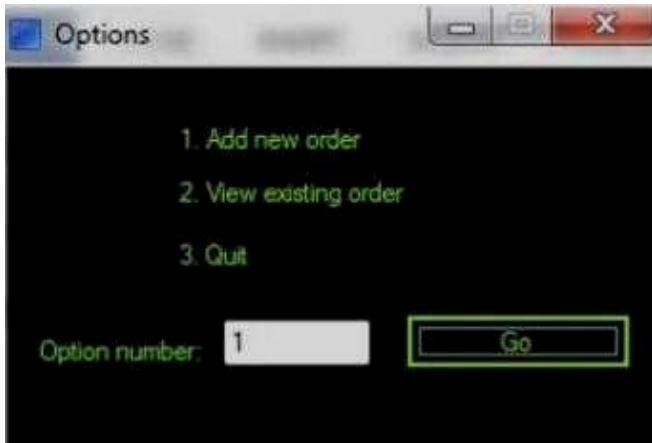 Options
1. Add new order
2. View existing order
3. Quit
Option number: 1 Go